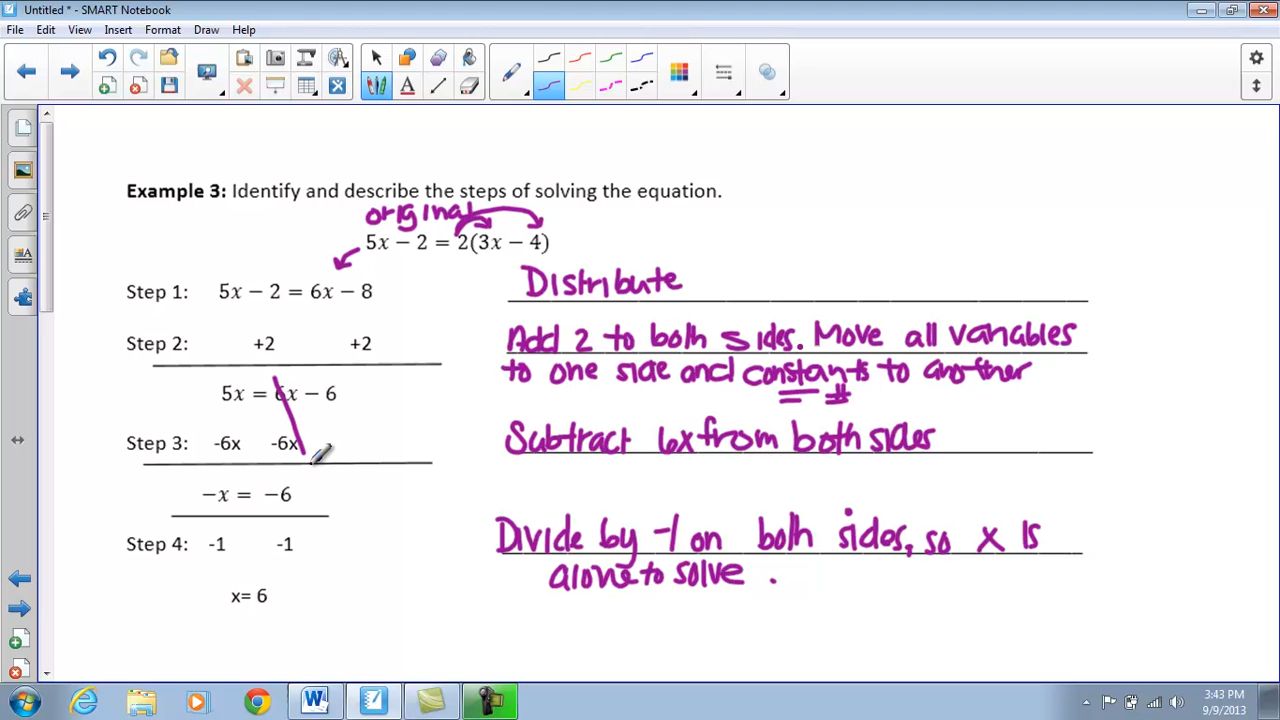 Untitled * - SMART Notebook
File Edit View Insert Format Draw Help
Example 3: Identify and describe the steps of solving the equation.
original
5x − 2 = 2(3x − 4)
Step 1: 5x − 2 = 6x − 8 Distribute
Step 2: +2 +2 Add 2 to both sides. Move all variables
to one side and constants to another
#
5x = 6x − 6
Step 3: -6x -6x Subtract 6x from both sides
−x = −6
Step 4: -1 -1 Divide by -1 on both sides, so x is
alone to solve .
x= 6
3:43 PM
9/9/2013